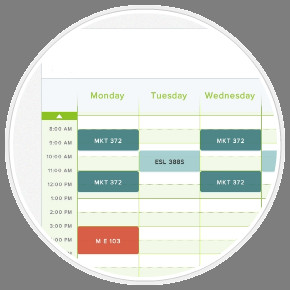 Monday Tuesday Wednesday
8:00 AM
9:00 AM MKT 372 MKT 372
10:00 AM ESL 388S
11:00 AM
12:00 PM MKT 372 MKT 372
1:00 PM
2:00 PM
3:00 PM
:00 PM M E 103
5:00 PM